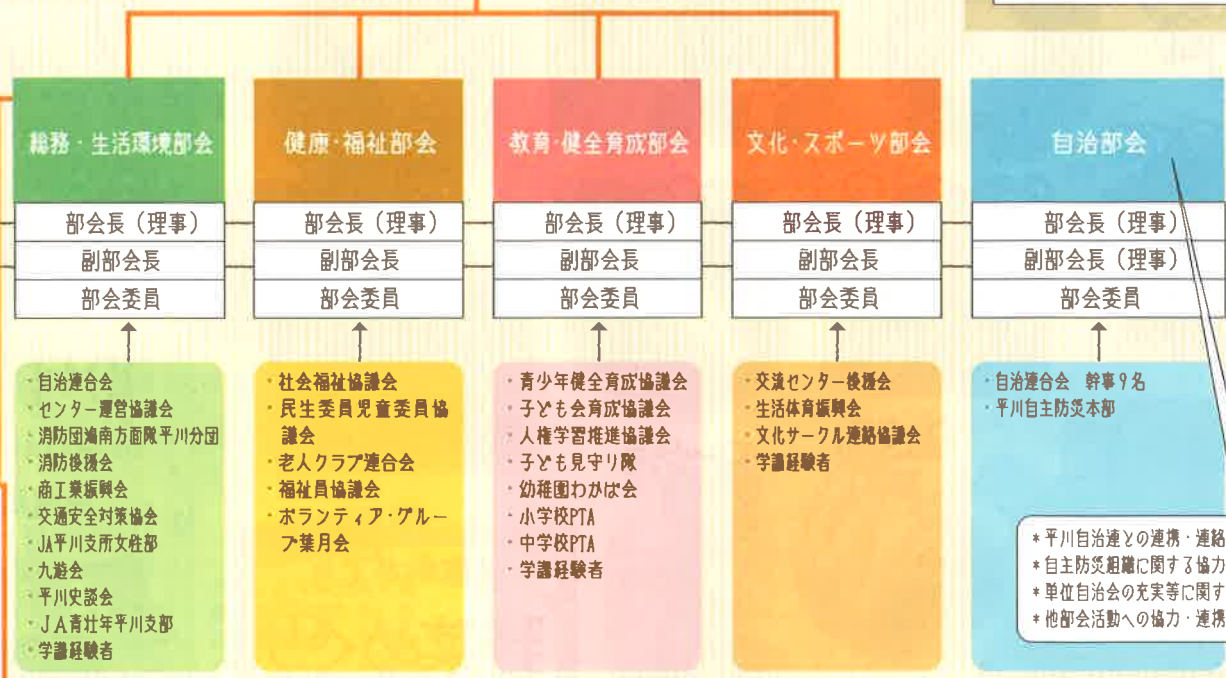 総務・生活環境部会
部会長（理事）
副部会長
部会委員
・自治連合会
・センター運営協議会
・消防団鴻南方面隊平川分団
・消防後援会
・商工業振興会
・交通安全対策協会
・JA平川支所女性部
・九遊会
・平川史談会
・ＪＡ青壮年平川支部
・学識経験者
健康・福祉部会
部会長（理事）
副部会長
部会委員
・社会福祉協議会
・民生委員児童委員協
議会
・老人クラブ連合会
・福祉員協議会
・ボランティア・グルー
プ葉月会
教育・健全育成部会
部会長（理事）
副部会長
部会委員
・青少年健全育成協議会
・子ども会育成協議会
・人権学習推進協議会
・子ども見守り隊
・幼稚園わかば会
・小学校PTA
・中学校PTA
・学識経験者
文化・スポーツ部会
部会長（理事）
副部会長
部会委員
・交流センター後援会
・生活体育振興会
・文化サークル連絡協議会
・学識経験者
自治部会
部会長（理事）
副部会長（理事）
部会委員
・自治連合会　幹事9名
・平川自主防災本部
＊平川自治連との連携・連絡
＊自主防災組織に関する協力
＊単位自治会の充実等に関す
＊他部会活動への協力・連携